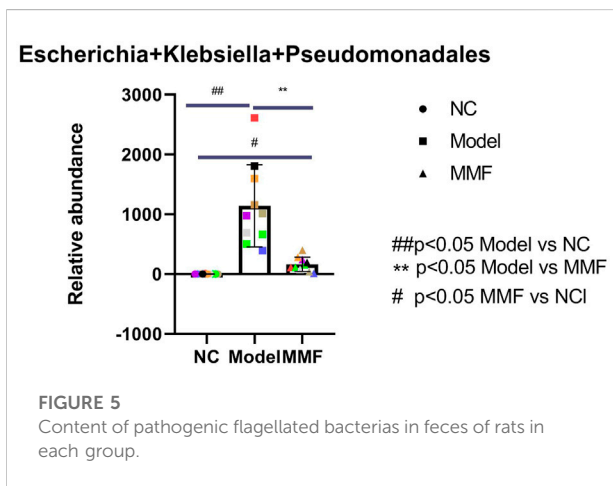 Escherichia+Klebsiella+Pseudomonadales
Relative abundance
3000
2000
1000
0
-1000
##
**
#
NC
Model
MMF
NC
Model
MMF
##p<0.05 Model vs NC
** p<0.05 Model vs MMF
# p<0.05 MMF vs NCl
FIGURE 5
Content of pathogenic flagellated bacterias in feces of rats in
each group.